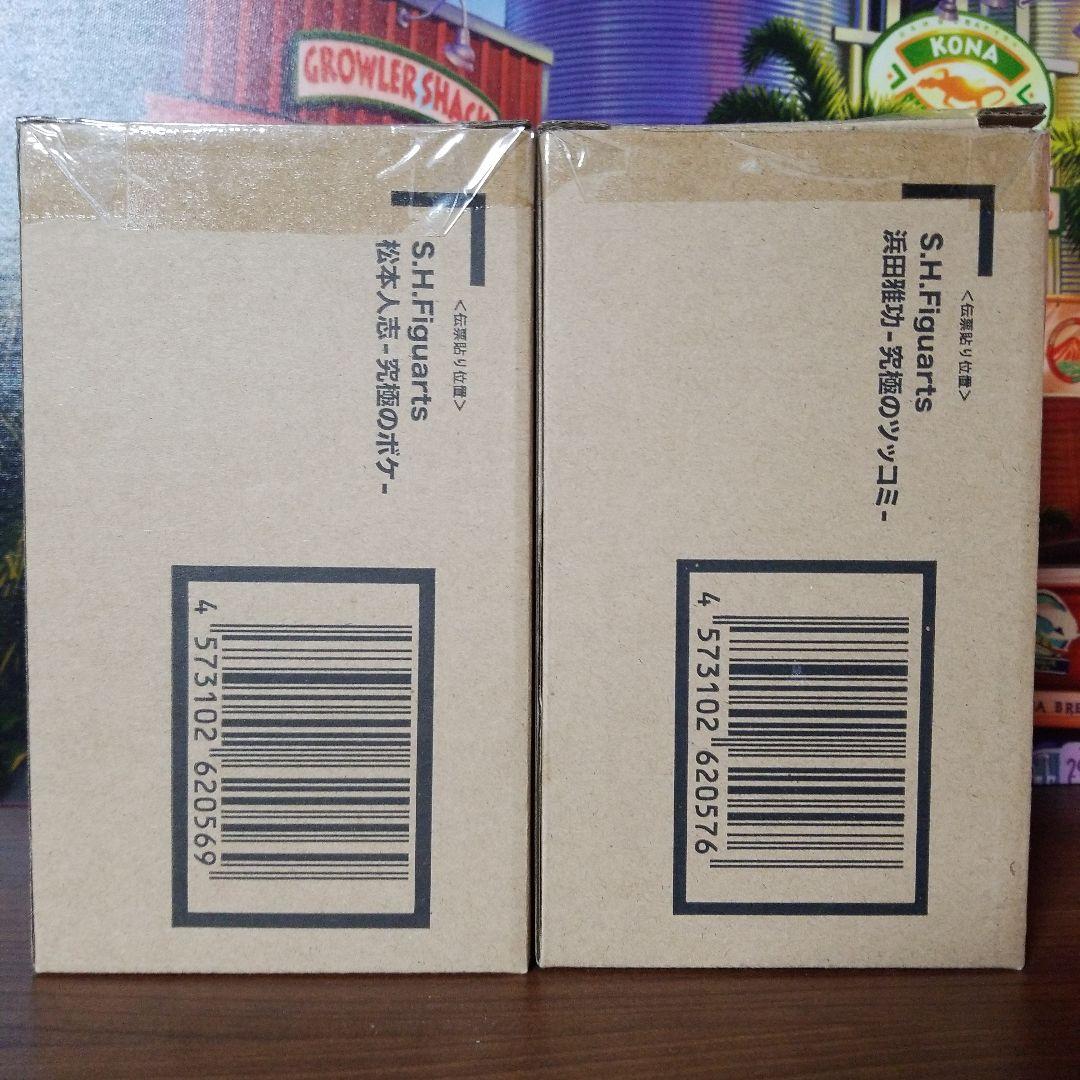 GROWLER SHACK
KONA
<伝票貼り位置>
S.H.Figuarts
松本人志-究極のボケ-
4 573102 620569
<伝票貼り位置>
S.H.Figuarts
浜田雅功-究極のツッコミ-
4 573102 620576
A BRE